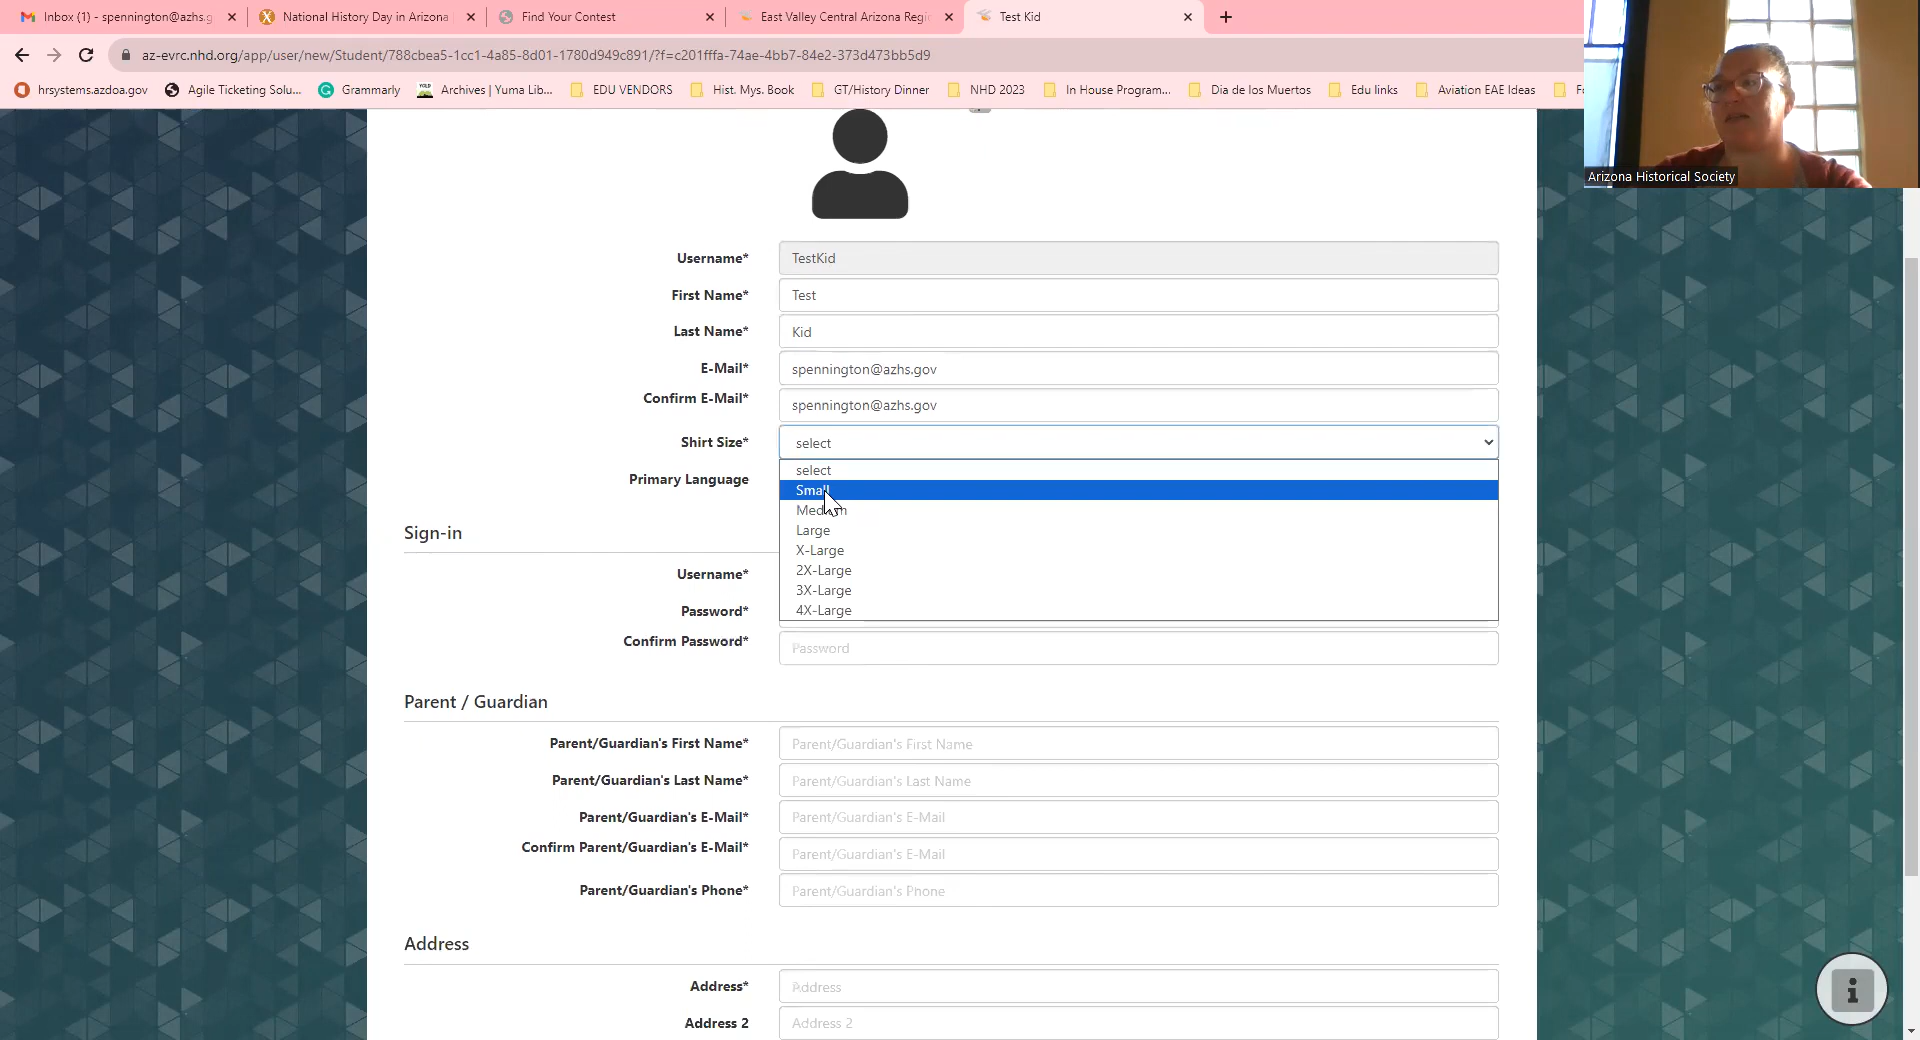 Inbox (1) - spennington@azhs.g
National History Day in Arizona
Find Your Contest
East Valley Central Arizona Regi
Test Kid
az-evrc.nhd.org/app/user/new/Student/788cbea5-1cc1-4a85-8d01-1780d949c891/?f=c201fffa-74ae-4bb7-84e2-373d473bb5d9
hrsystems.azdoa.gov
Agile Ticketing Solu...
Grammarly
Archives | Yuma Lib...
EDU VENDORS
Hist. Mys. Book
GT/History Dinner
NHD 2023
In House Program...
Dia de los Muertos
Edu links
Aviation EAE Ideas
Arizona Historical Society
Username* TestKid
First Name* Test
Last Name* Kid
E-Mail* spennington@azhs.gov
Confirm E-Mail* spennington@azhs.gov
Shirt Size* select
select
Primary Language
Small
Medium
Large
X-Large
2X-Large
3X-Large
4X-Large
Sign-in
Username*
Password*
Confirm Password* Password
Parent / Guardian
Parent/Guardian's First Name* Parent/Guardian's First Name
Parent/Guardian's Last Name* Parent/Guardian's Last Name
Parent/Guardian's E-Mail* Parent/Guardian's E-Mail
Confirm Parent/Guardian's E-Mail* Parent/Guardian's E-Mail
Parent/Guardian's Phone* Parent/Guardian's Phone
Address
Address* Address
Address 2 Address 2